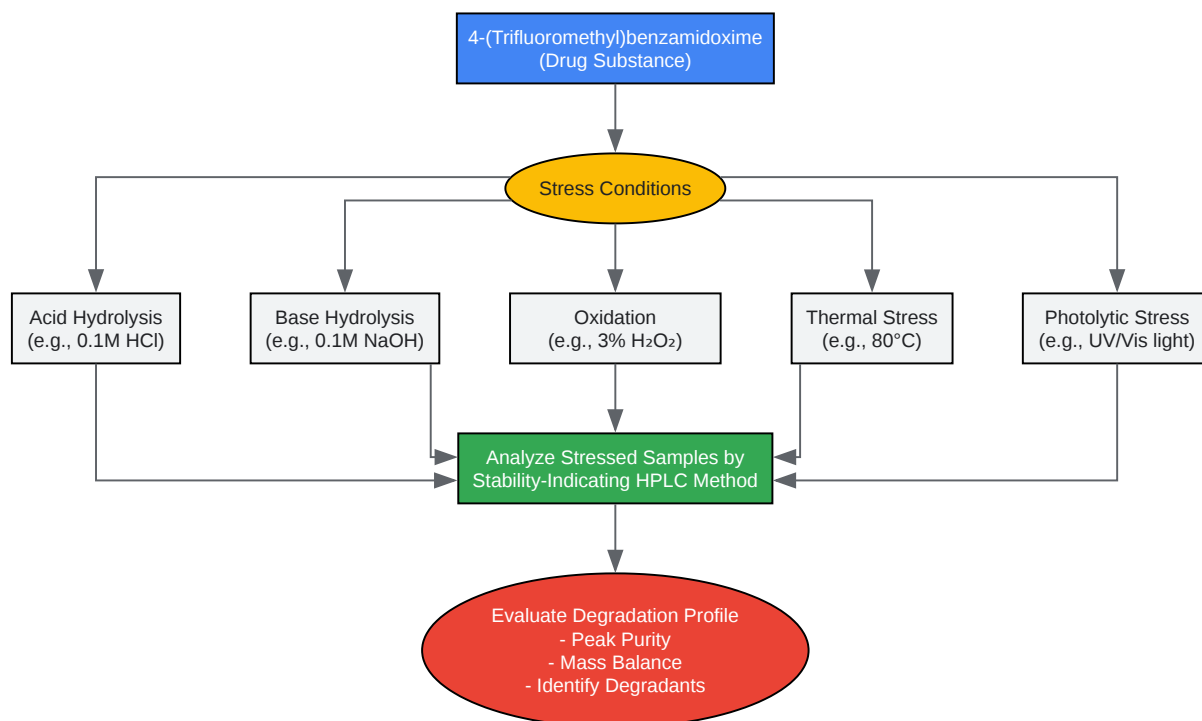 4-(Trifluoromethyl)benzamidoxime
(Drug Substance)
Stress Conditions
Acid Hydrolysis
(e.g., 0.1M HCl)
Base Hydrolysis
(e.g., 0.1M NaOH)
Oxidation
(e.g., 3% H₂O₂)
Thermal Stress
(e.g., 80°C)
Photolytic Stress
(e.g., UV/Vis light)
Analyze Stressed Samples by
Stability-Indicating HPLC Method
Evaluate Degradation Profile
- Peak Purity
- Mass Balance
- Identify Degradants